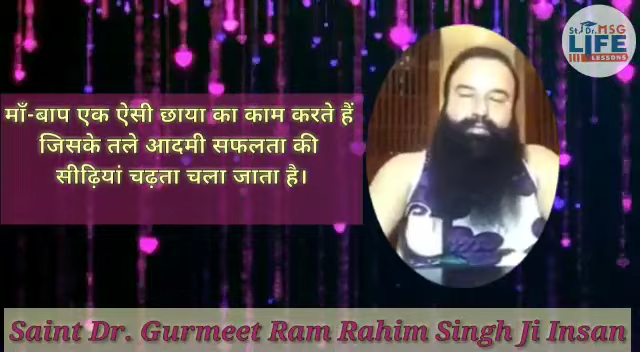 St. Dr. MSG
LIFE
LESSONS
माँ-बाप एक ऐसी छाया का काम करते हैं
जिसके तले आदमी सफलता की
सीढ़ियां चढ़ता चला जाता है।
Saint Dr. Gurmeet Ram Rahim Singh Ji Insan